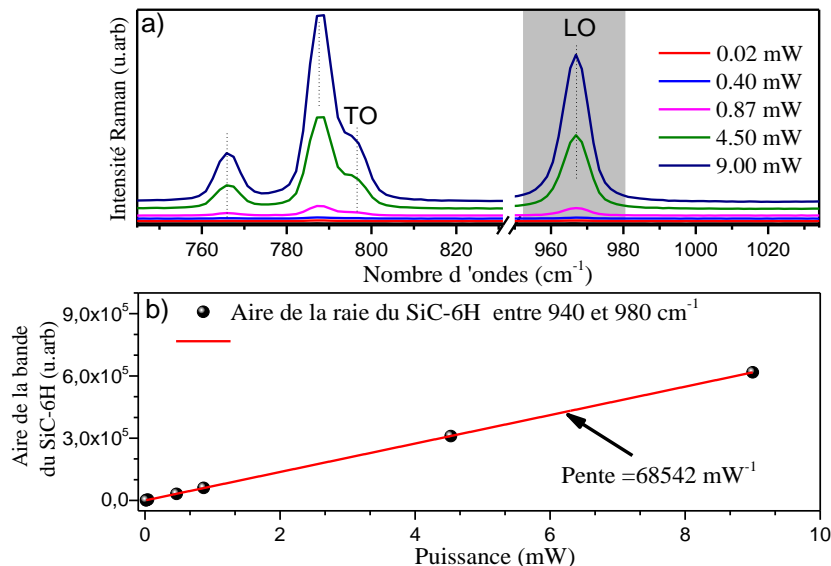 a)
Intensité Raman (u.arb)
TO
LO
0.02 mW
0.40 mW
0.87 mW
4.50 mW
9.00 mW
760 780 800 820 940 960 980 1000 1020
Nombre d 'ondes (cm⁻¹)
b)
Aire de la raie du SiC-6H entre 940 et 980 cm⁻¹
Aire de la bande
du SiC-6H (u.arb)
9,0x10⁵
6,0x10⁵
3,0x10⁵
0,0
Pente =68542 mW⁻¹
0 2 4 6 8 10
Puissance (mW)